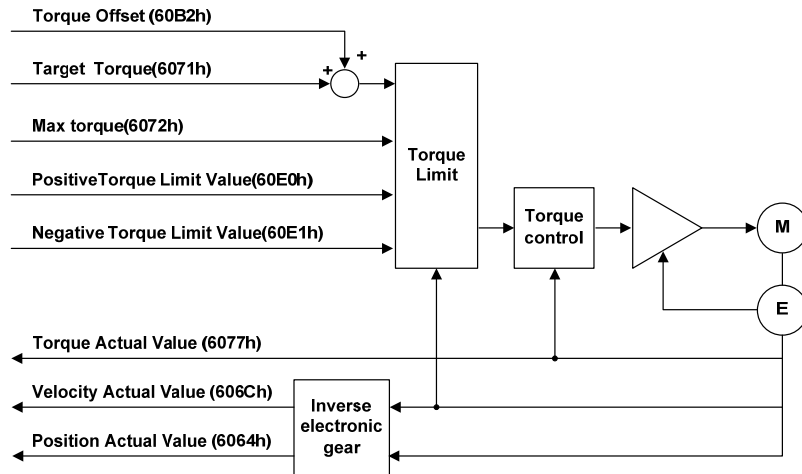 Torque Offset (60B2h)
+
Target Torque(6071h)
+
Max torque(6072h)
Torque
Limit
PositiveTorque Limit Value(60E0h)
Negative Torque Limit Value(60E1h)
Torque
control
M
E
Torque Actual Value (6077h)
Velocity Actual Value (606Ch)
Position Actual Value (6064h)
Inverse
electronic
gear